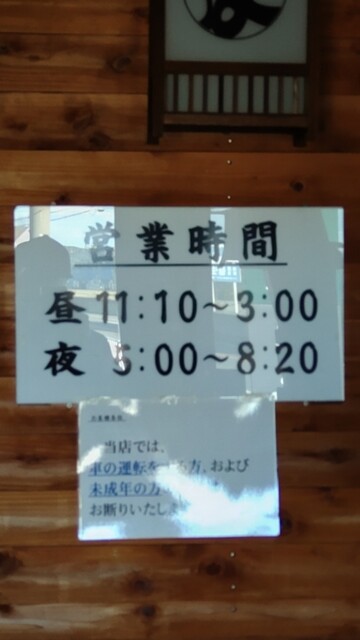 営業時間
昼 11:10～3:00
夜 5:00～8:20
当店では、
車の運転をする方、および
未成年の方
お断りいたしま